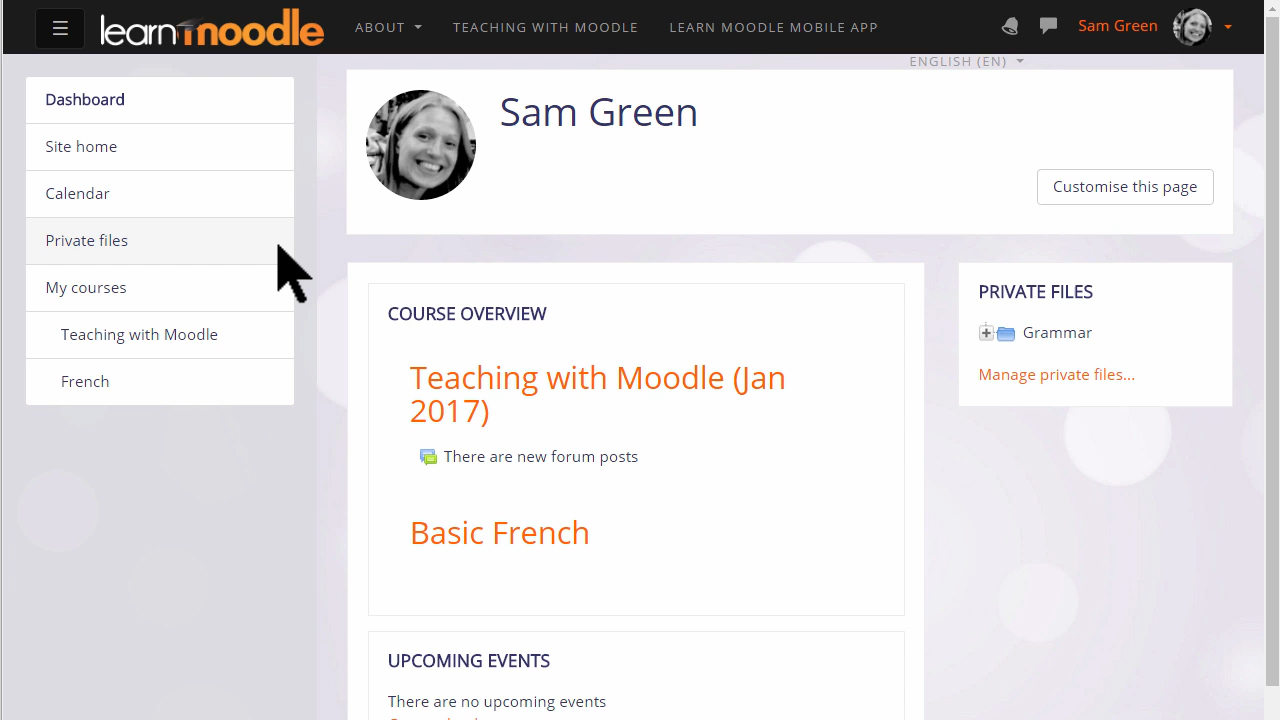 learn moodle
ABOUT
TEACHING WITH MOODLE
LEARN MOODLE MOBILE APP
Sam Green
ENGLISH (EN)
Dashboard
Site home
Calendar
Private files
My courses
Teaching with Moodle
French
Sam Green
Customise this page
COURSE OVERVIEW
Teaching with Moodle (Jan
2017)
There are new forum posts
Basic French
UPCOMING EVENTS
There are no upcoming events
PRIVATE FILES
Grammar
Manage private files...